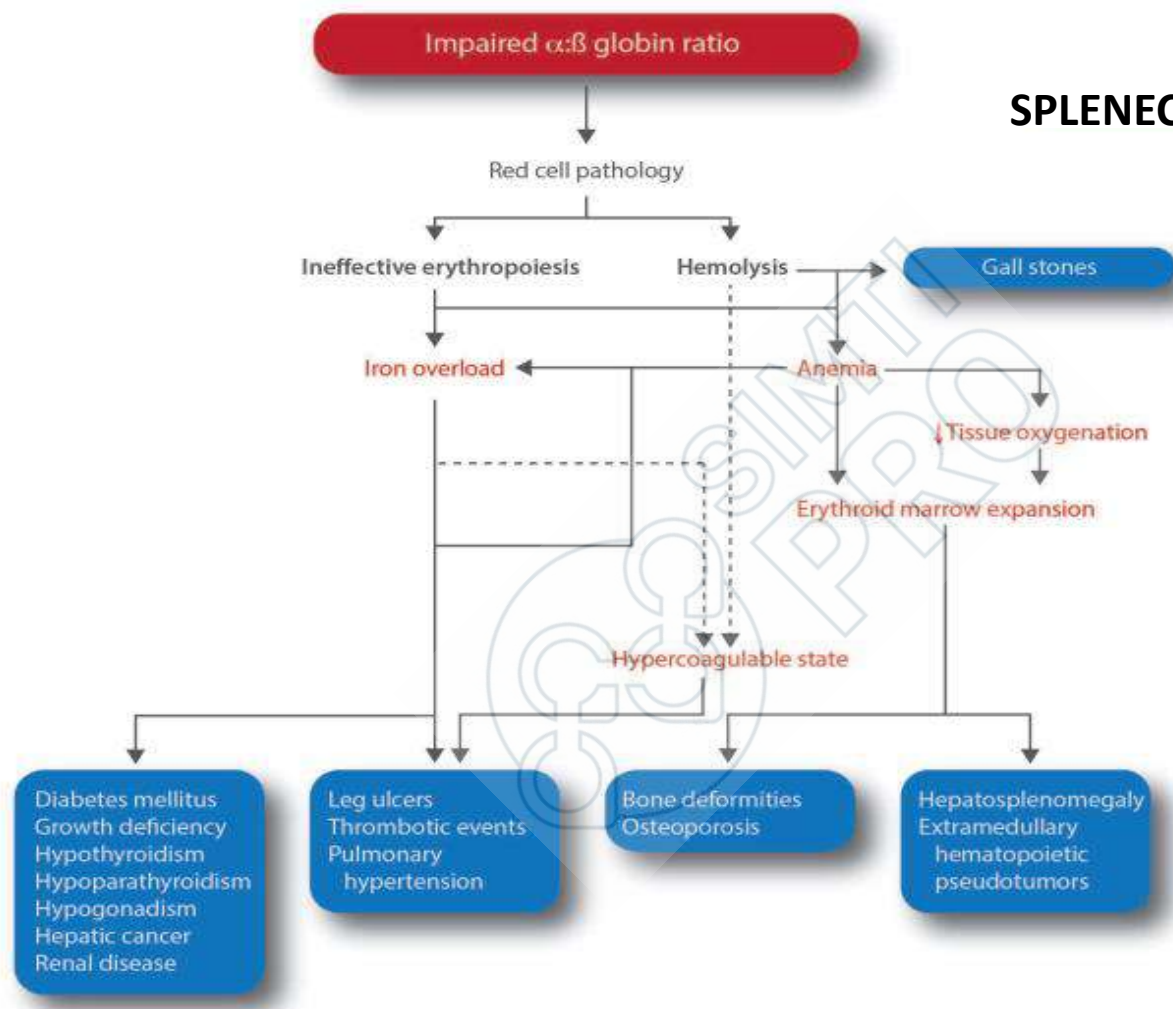 Impaired α:ß globin ratio
SPLENEC
Red cell pathology
Ineffective erythropoiesis
Hemolysis
Gall stones
Iron overload
Anemia
↓Tissue oxygenation
Erythroid marrow expansion
Hypercoagulable state
Diabetes mellitus
Growth deficiency
Hypothyroidism
Hypoparathyroidism
Hypogonadism
Hepatic cancer
Renal disease
Leg ulcers
Thrombotic events
Pulmonary
hypertension
Bone deformities
Osteoporosis
Hepatosplenomegaly
Extramedullary
hematopoietic
pseudotumors
SIMTI
PRO